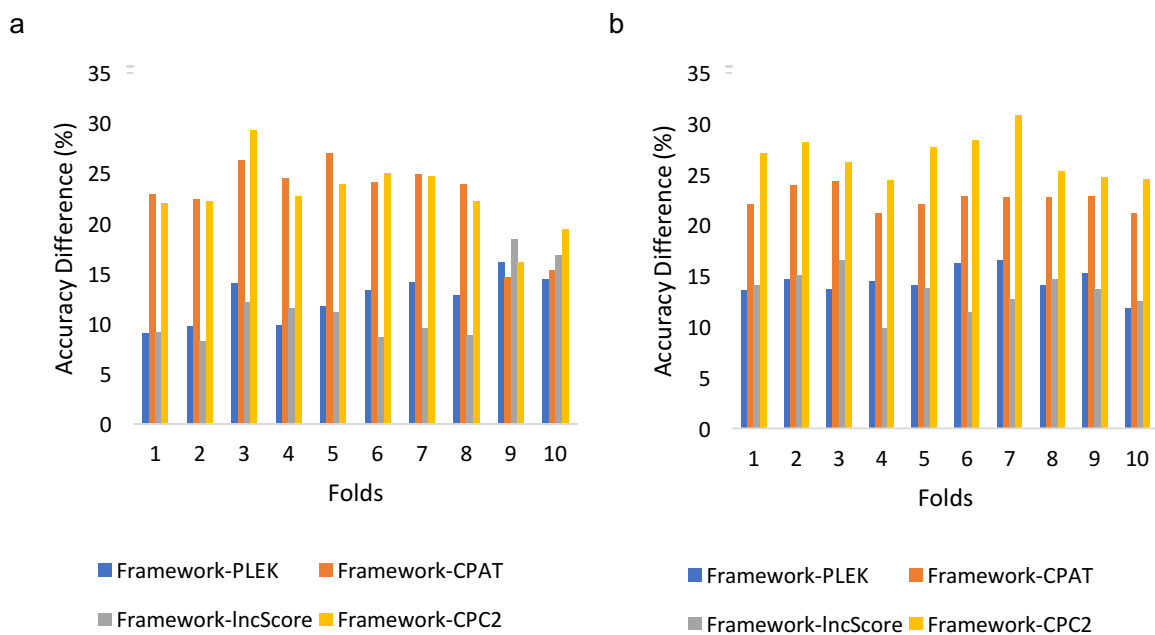 a
35
30
25
20
15
10
5
0
Accuracy Difference (%)
1 2 3 4 5 6 7 8 9 10
Folds
Framework-PLEK Framework-CPAT
Framework-lncScore Framework-CPC2
b
35
30
25
20
15
10
5
0
Accuracy Difference (%)
1 2 3 4 5 6 7 8 9 10
Folds
Framework-PLEK Framework-CPAT
Framework-lncScore Framework-CPC2